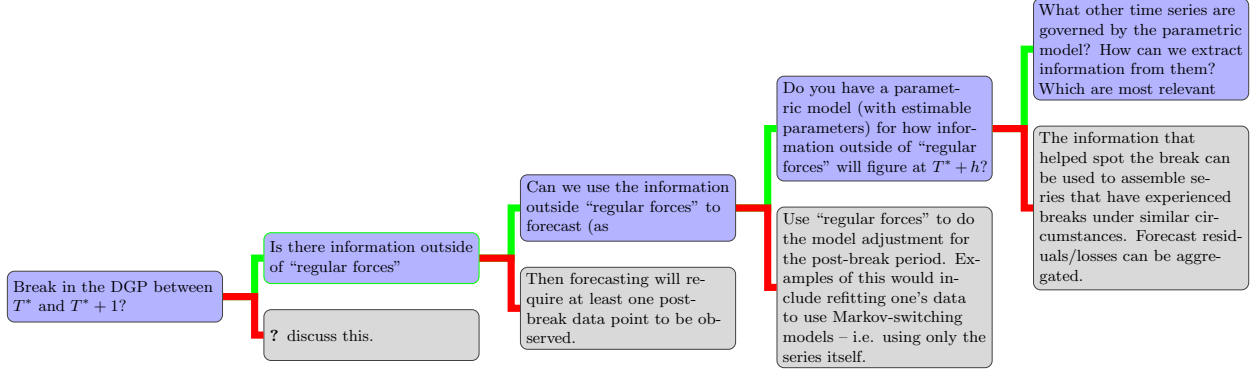 Break in the DGP between
T* and T* + 1?
Is there information outside
of “regular forces”
? discuss this.
Can we use the information
outside “regular forces” to
forecast (as
Then forecasting will re-
quire at least one post-
break data point to be ob-
served.
Do you have a paramet-
ric model (with estimable
parameters) for how infor-
mation outside of “regular
forces” will figure at T* + h?
Use “regular forces” to do
the model adjustment for
the post-break period. Ex-
amples of this would in-
clude refitting one’s data
to use Markov-switching
models – i.e. using only the
series itself.
What other time series are
governed by the parametric
model? How can we extract
information from them?
Which are most relevant
The information that
helped spot the break can
be used to assemble se-
ries that have experienced
breaks under similar cir-
cumstances. Forecast resid-
uals/losses can be aggre-
gated.